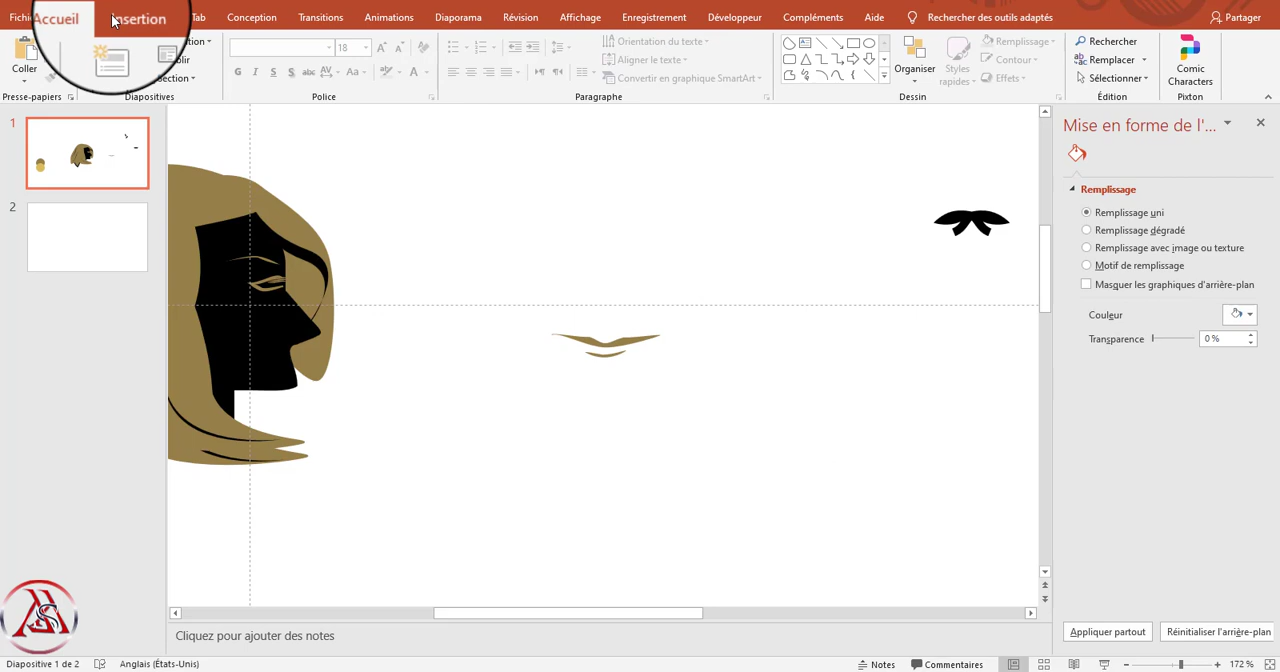 Fichi Accueil Insertion Tab Conception Transitions Animations Diaporama Révision Affichage Enregistrement Développeur Compléments Aide Rechercher des outils adaptés Partager
Coller
18
Orientation du texte
Aligner le texte
Convertir en graphique SmartArt
Organiser
Styles rapides
Remplissage
Contour
Effets
Rechercher
Remplacer
Sélectionner
Comic Characters
Presse-papiers Diapositives Police Paragraphe Dessin Édition Pixton
1
2
Mise en forme de l'...
Remplissage
Remplissage uni
Remplissage dégradé
Remplissage avec image ou texture
Motif de remplissage
Masquer les graphiques d'arrière-plan
Couleur
Transparence 0 %
Appliquer partout Réinitialiser l'arrière-plan
Cliquez pour ajouter des notes
Diapositive 1 de 2 Anglais (États-Unis) Notes Commentaires 172 %